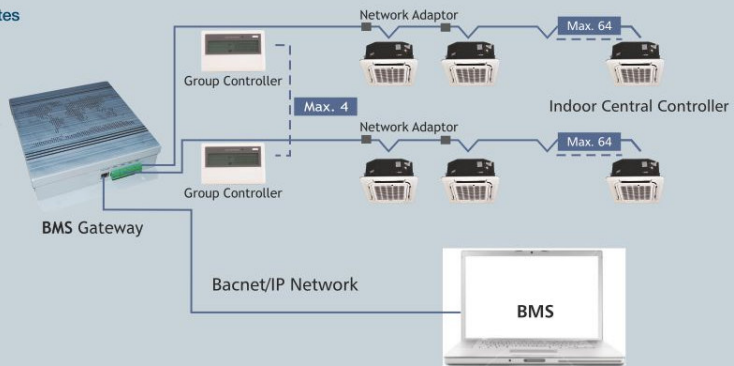 tes
Network Adaptor
Max. 64
Group Controller
Indoor Central Controller
Max. 4
Network Adaptor
Max. 64
Group Controller
BMS Gateway
Bacnet/IP Network
BMS